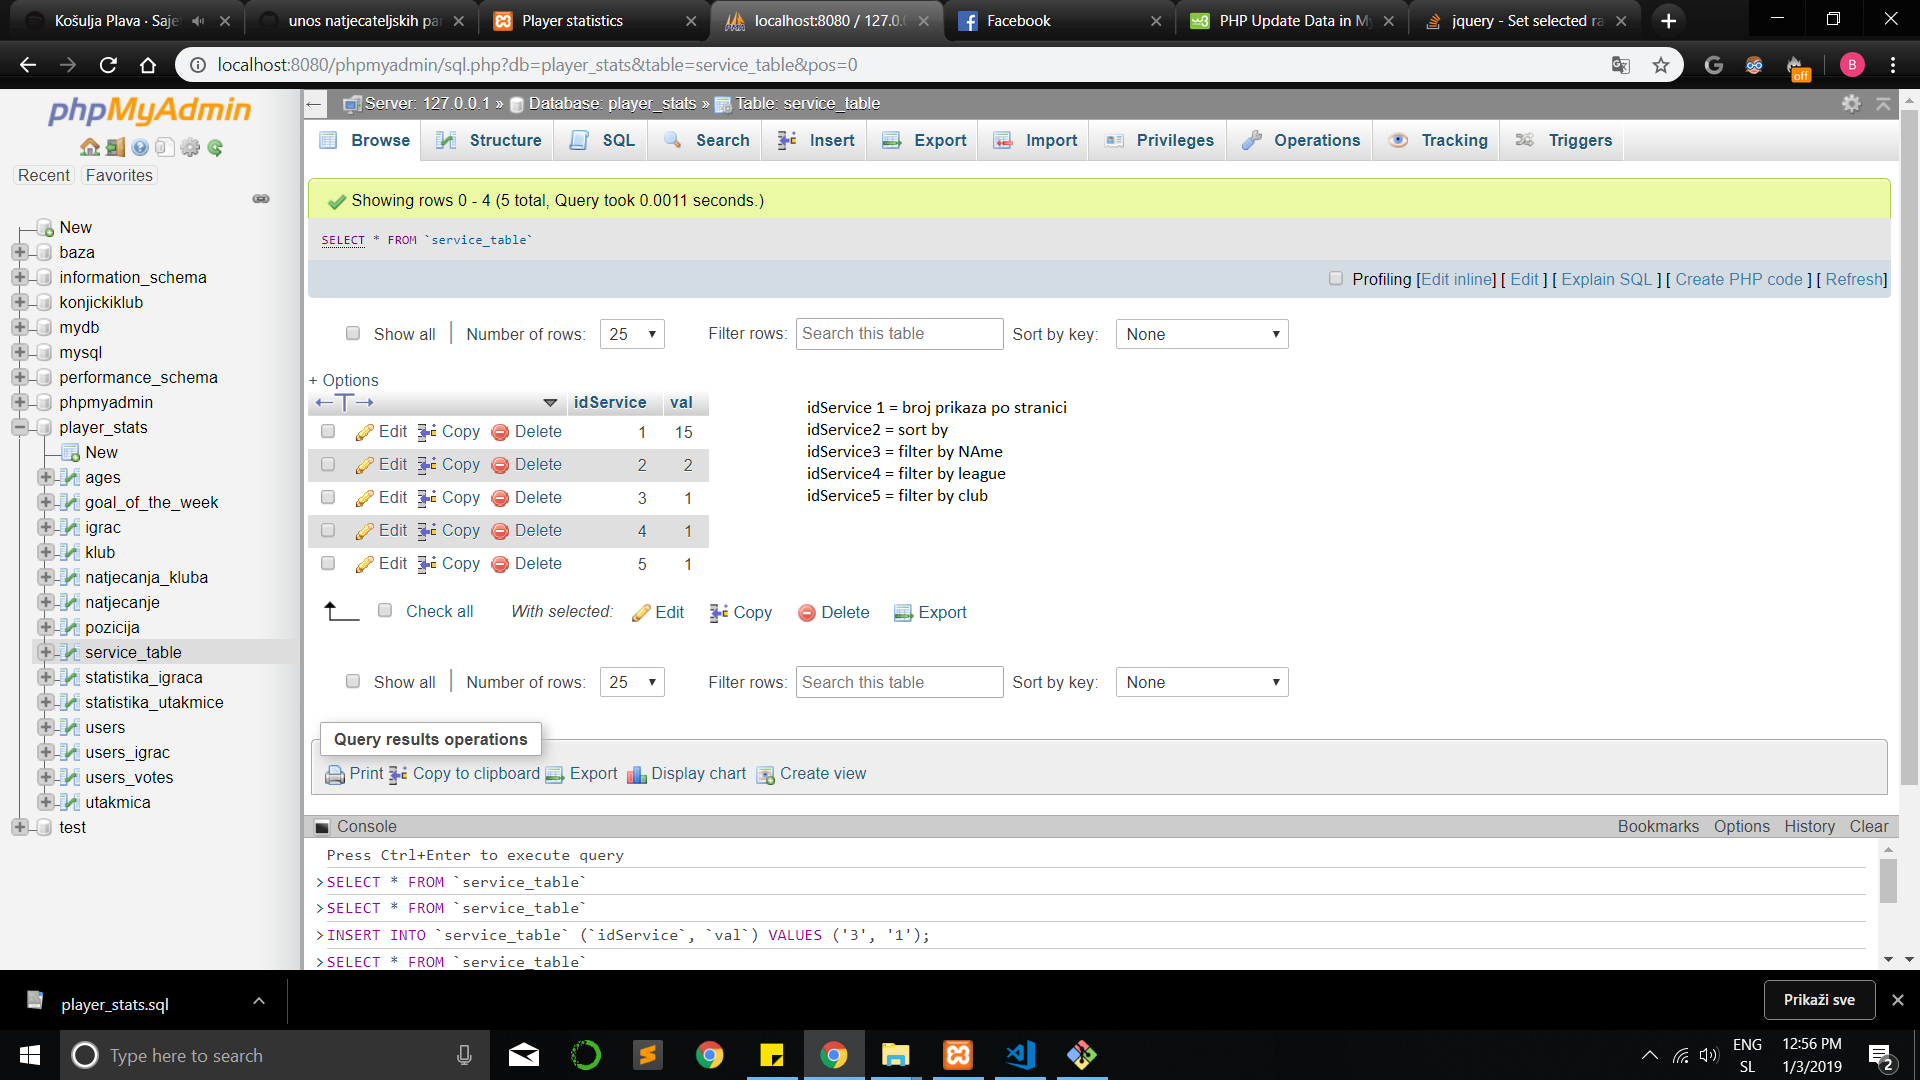 Košulja Plava - Saje
unos natjecateljskih par
Player statistics
localhost:8080 / 127.0.0
Facebook
PHP Update Data in My
jquery - Set selected ra
localhost:8080/phpmyadmin/sql.php?db=player_stats&table=service_table&pos=0
off
B
phpMyAdmin
Recent
Favorites
New
baza
information_schema
konjickiklub
mydb
mysql
performance_schema
phpmyadmin
player_stats
New
ages
goal_of_the_week
igrac
klub
natjecanja_kluba
natjecanje
pozicija
service_table
statistika_igraca
statistika_utakmice
users
users_igrac
users_votes
utakmica
test
Server: 127.0.0.1 » Database: player_stats » Table: service_table
Browse Structure SQL Search Insert Export Import Privileges Operations Tracking Triggers
Showing rows 0 - 4 (5 total, Query took 0.0011 seconds.)
SELECT * FROM `service_table`
Profiling [Edit inline] [ Edit ] [ Explain SQL ] [ Create PHP code ] [ Refresh]
Show all | Number of rows: 25 Filter rows: Search this table Sort by key: None
+ Options
←T→ idService val
Edit Copy Delete 1 15
Edit Copy Delete 2 2
Edit Copy Delete 3 1
Edit Copy Delete 4 1
Edit Copy Delete 5 1
idService 1 = broj prikaza po stranici
idService2 = sort by
idService3 = filter by NAme
idService4 = filter by league
idService5 = filter by club
Check all With selected: Edit Copy Delete Export
Show all | Number of rows: 25 Filter rows: Search this table Sort by key: None
Query results operations
Print Copy to clipboard Export Display chart Create view
Console Bookmarks Options History Clear
Press Ctrl+Enter to execute query
>SELECT * FROM `service_table`
>SELECT * FROM `service_table`
>INSERT INTO `service_table` (`idService`, `val`) VALUES ('3', '1');
>SELECT * FROM `service_table`
player_stats.sql
Prikaži sve
Type here to search
ENG
SL
12:56 PM
1/3/2019
2